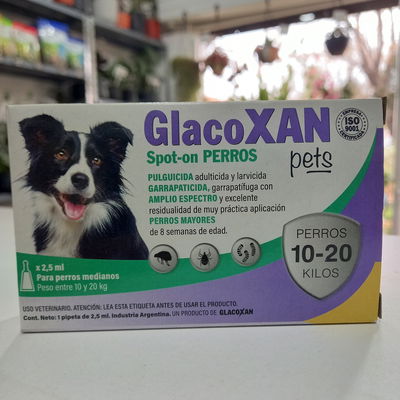 GlacoXAN
pets
EMPRESA
ISO
9001
CERTIFICADA
Spot-on PERROS
PULGUICIDA adulticida y larvicida
GARRAPATICIDA, garrapatifuga con
AMPLIO ESPECTRO y excelente
residualidad de muy práctica aplicación
PERROS MAYORES
de 8 semanas de edad.
PERROS
10-20
KILOS
x 2,5 ml
Para perros medianos
Peso entre 10 y 20 kg
USO VETERINARIO. ATENCIÓN: LEA ESTA ETIQUETA ANTES DE USAR EL PRODUCTO.
Cont. Neto: 1 pipeta de 2,5 ml. Industria Argentina. UN PRODUCTO DE GLACOXAN